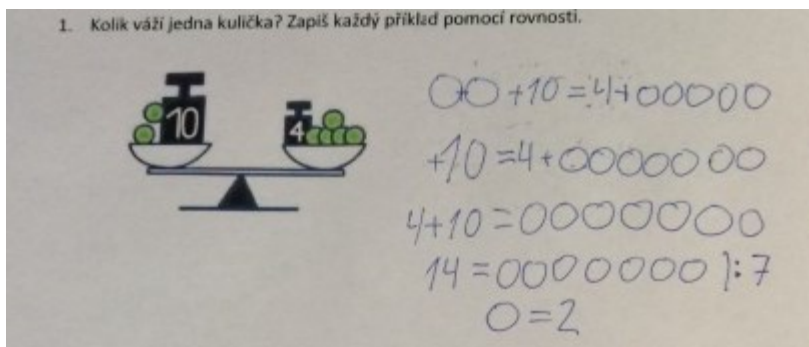 1. Kolik váží jedna kulička? Zapiš každý příklad pomocí rovnosti.
10
4
OO+10=4+OOOOO
+10=4+OOOOOOO
4+10=OOOOOOO
14=OOOOOOO |:7
O=2